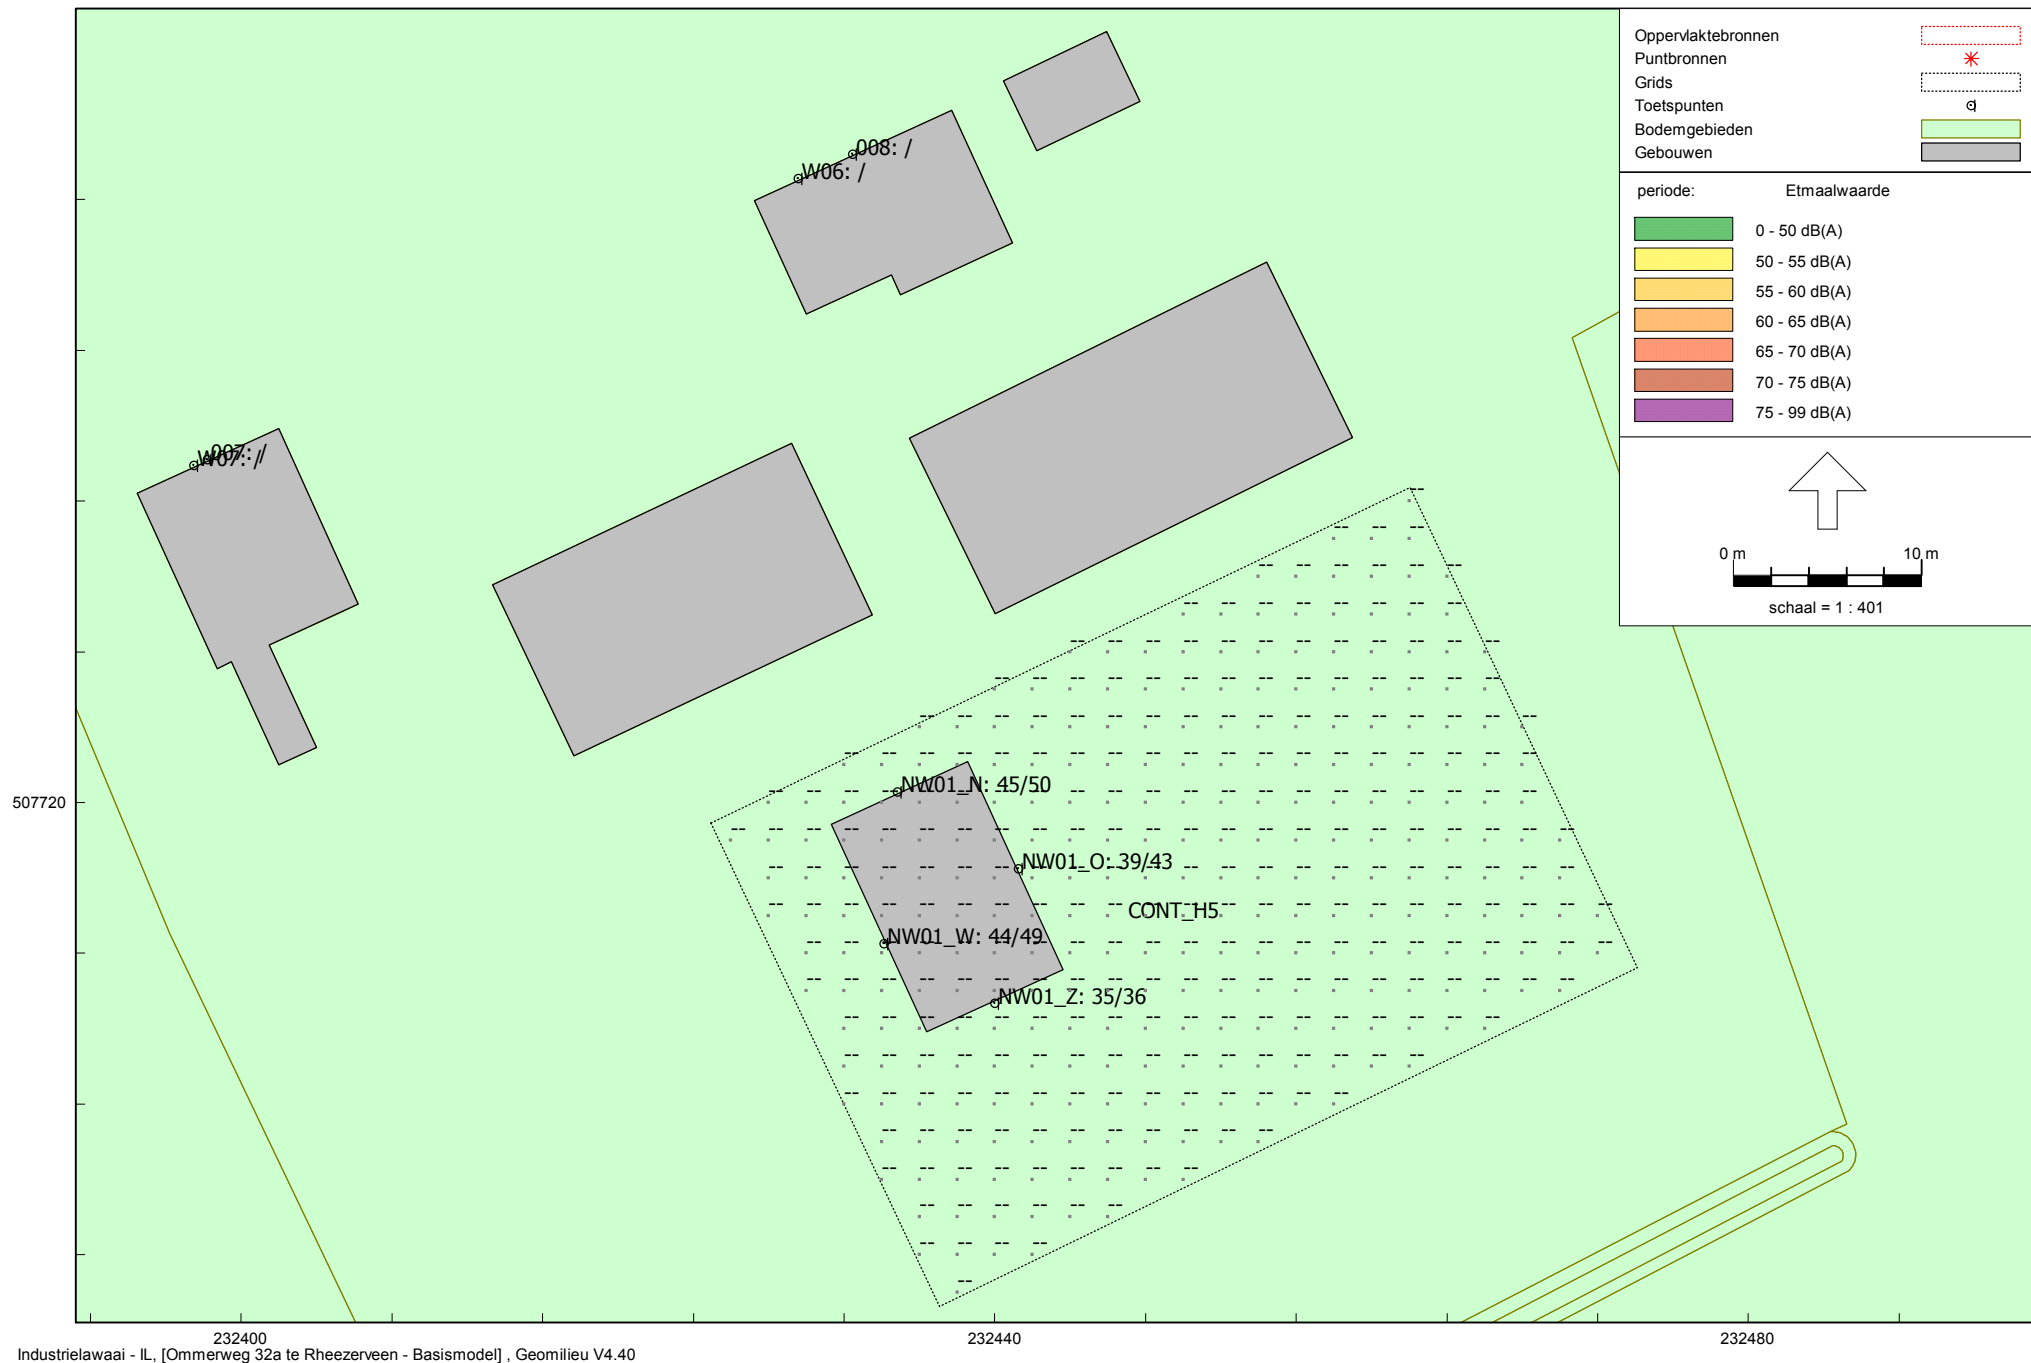 Oppervlaktebronnen
Puntbronnen
Grids
Toetspunten
Bodemgebieden
Gebouwen
periode: Etmaalwaarde
0 - 50 dB(A)
50 - 55 dB(A)
55 - 60 dB(A)
60 - 65 dB(A)
65 - 70 dB(A)
70 - 75 dB(A)
75 - 99 dB(A)
0 m 10 m
schaal = 1 : 401
008: /
W06: /
007: /
W07: /
NW01_N: 45/50
NW01_O: 39/43
CONT_H5
NW01_W: 44/49
NW01_Z: 35/36
507720
232400 232440 232480
Industrielawaai - IL, [Ommerweg 32a te Rheezerveen - Basismodel] , Geomilieu V4.40